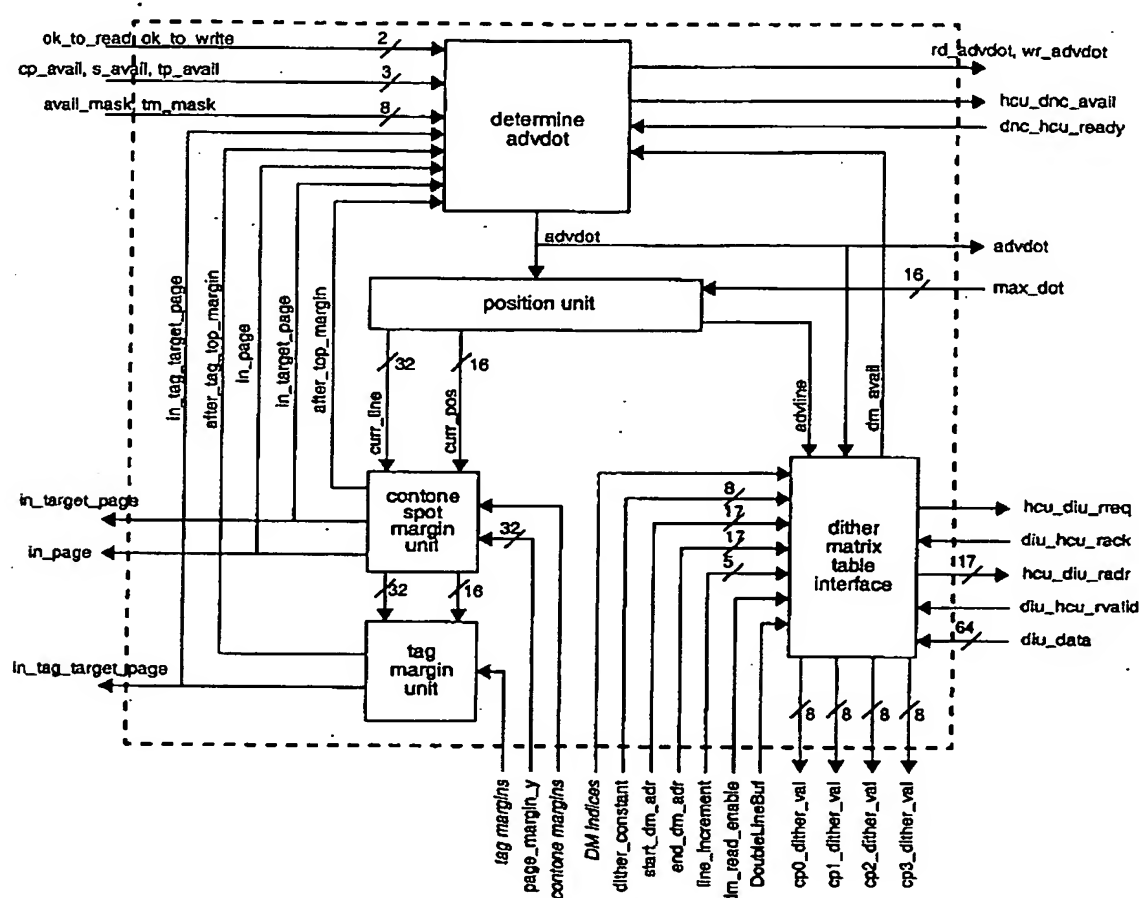 ok_to_read, ok_to_write
2
cp_avail, s_avail, tp_avail
3
avail_mask, tm_mask
8
determine
advdot
rd_advdot, wr_advdot
hcu_dnc_avail
dnc_hcu_ready
advdot
advdot
position unit
16
max_dot
in_tag_target_page
after_tag_top_margin
in_page
in_target_page
after_top_margin
32
16
curr_line
curr_pos
advline
dm_avail
in_target_page
in_page
contone
spot
margin
unit
32
32
16
in_tag_target_page
tag
margin
unit
8
17
17
5
dither
matrix
table
interface
hcu_diu_rreq
diu_hcu_rack
17
hcu_diu_radr
diu_hcu_rvalid
64
diu_data
8
8
8
8
tag margins
page_margin_y
contone margins
DM indices
dither_constant
start_dm_adr
end_dm_adr
line_increment
dm_read_enable
DoubleLineBuf
cp0_dither_val
cp1_dither_val
cp2_dither_val
cp3_dither_val